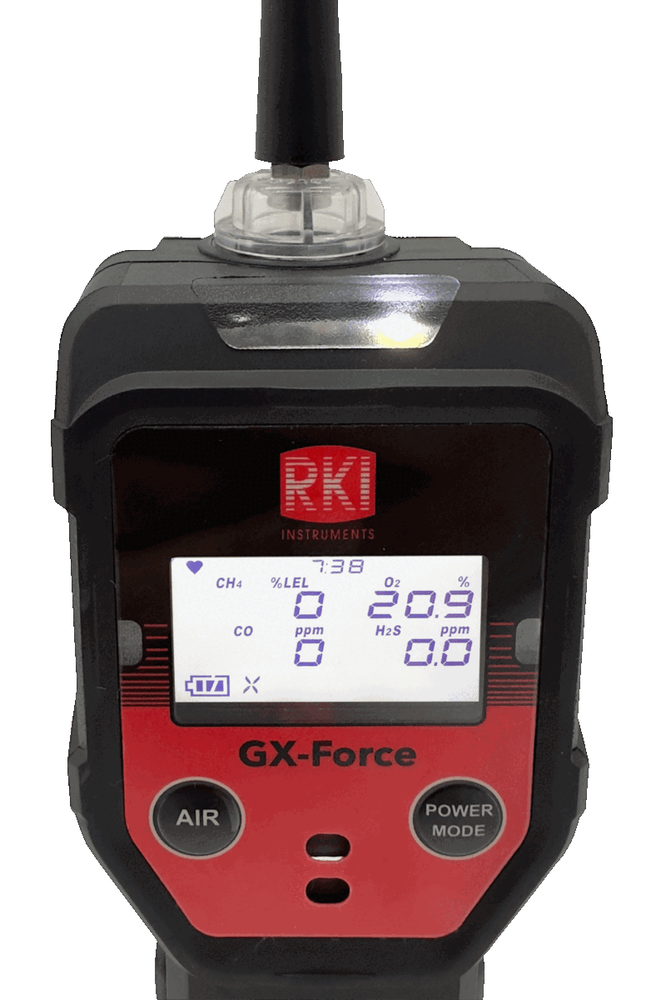 RKI
INSTRUMENTS
7:38
CH4 %LEL O2 %
0 20.9
CO ppm H2S ppm
0 0.0
GX-Force
AIR
POWER
MODE